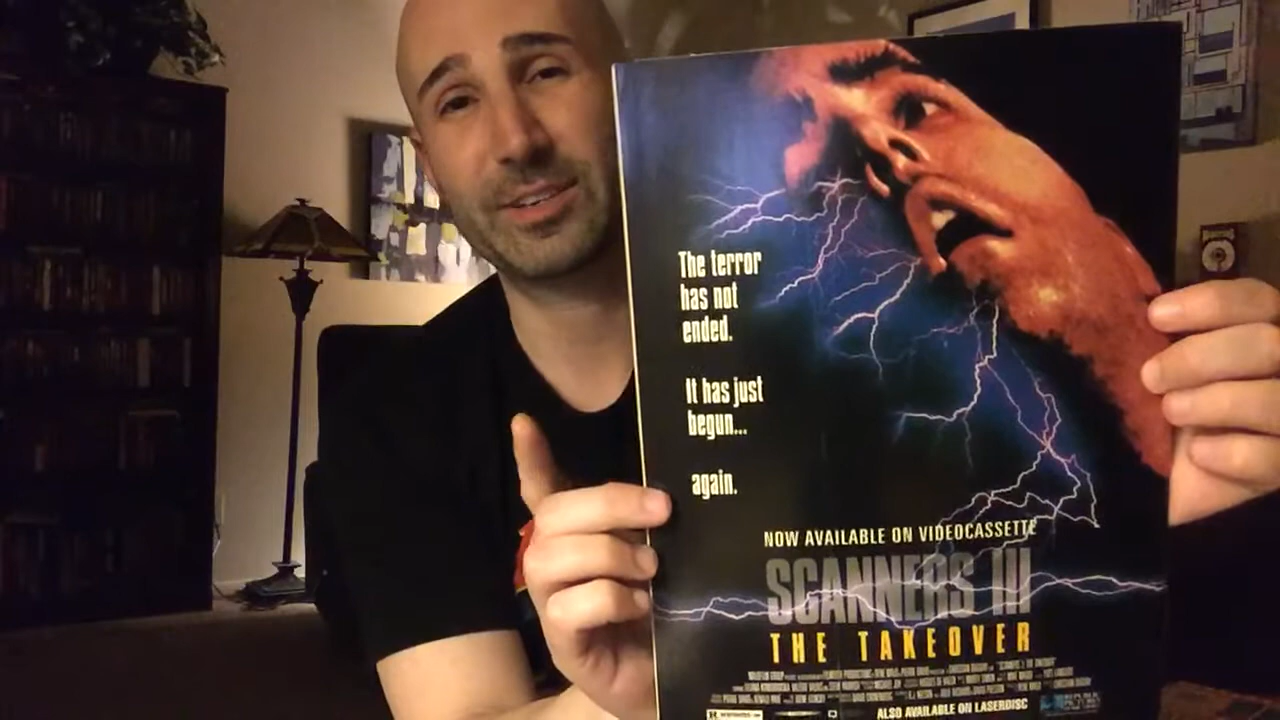 The terror
has not
ended.
It has just
begun...
again.
NOW AVAILABLE ON VIDEOCASSETTE
SCANNERS III
THE TAKEOVER
R
ALSO AVAILABLE ON LASERDISC